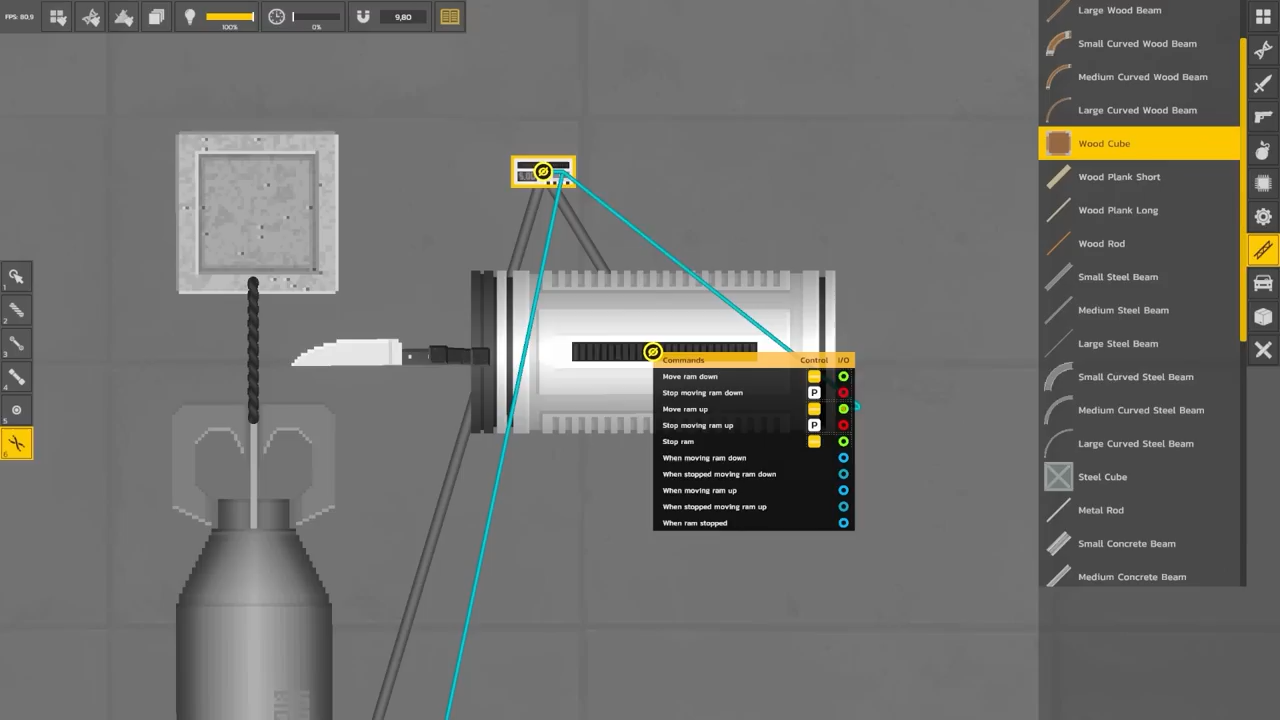 FPS: 80,9
100%
0%
9,80
Large Wood Beam
Small Curved Wood Beam
Medium Curved Wood Beam
Large Curved Wood Beam
Wood Cube
Wood Plank Short
Wood Plank Long
Wood Rod
Small Steel Beam
Medium Steel Beam
Large Steel Beam
Small Curved Steel Beam
Medium Curved Steel Beam
Large Curved Steel Beam
Steel Cube
Metal Rod
Small Concrete Beam
Medium Concrete Beam
1
2
3
4
5
6
Commands Control I/O
Move ram down
Stop moving ram down P
Move ram up
Stop moving ram up P
Stop ram
When moving ram down
When stopped moving ram down
When moving ram up
When stopped moving ram up
When ram stopped